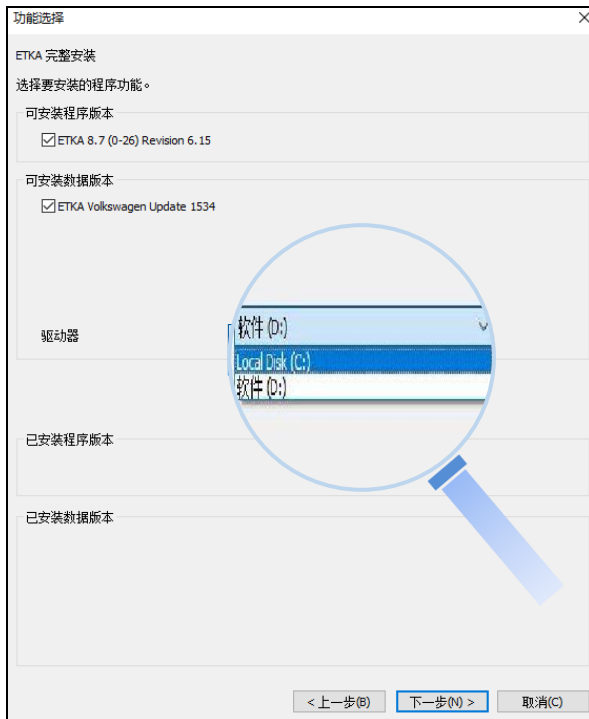 功能选择
ETKA 完整安装
选择要安装的程序功能。
可安装程序版本
ETKA 8.7 (0-26) Revision 6.15
可安装数据版本
ETKA Volkswagen Update 1534
驱动器
软件 (D:)
Local Disk (C:)
软件 (D:)
已安装程序版本
已安装数据版本
< 上一步(B) 下一步(N) > 取消(C)